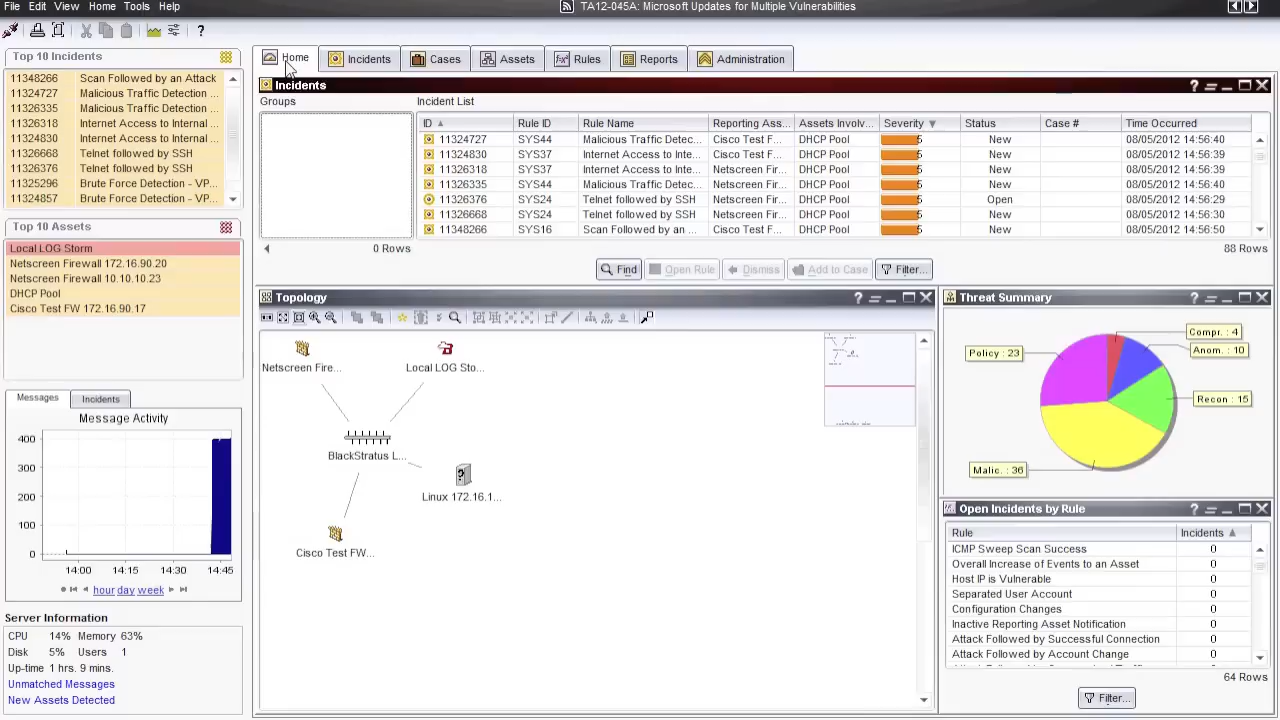 File Edit View Home Tools Help
TA12-045A: Microsoft Updates for Multiple Vulnerabilities
Top 10 Incidents
11348266 Scan Followed by an Attack
11324727 Malicious Traffic Detection ...
11326335 Malicious Traffic Detection ...
11326318 Internet Access to Internal ...
11324830 Internet Access to Internal ...
11326668 Telnet followed by SSH
11326376 Telnet followed by SSH
11325296 Brute Force Detection - VP...
11324857 Brute Force Detection - VP...
Top 10 Assets
Local LOG Storm
Netscreen Firewall 172.16.90.20
Netscreen Firewall 10.10.10.23
DHCP Pool
Cisco Test FW 172.16.90.17
Messages Incidents
Message Activity
400
300
200
100
0
14:00 14:15 14:30 14:45
hour day week
Server Information
CPU 14% Memory 63%
Disk 5% Users 1
Up-time 1 hrs. 9 mins.
Unmatched Messages
New Assets Detected
Home Incidents Cases Assets Rules Reports Administration
Incidents
Groups
0 Rows
Incident List
ID Rule ID Rule Name Reporting Ass... Assets Involv... Severity Status Case # Time Occurred
11324727 SYS44 Malicious Traffic Detec... Cisco Test F... DHCP Pool 5 New 08/05/2012 14:56:40
11324830 SYS37 Internet Access to Inte... Cisco Test F... DHCP Pool 5 New 08/05/2012 14:56:39
11326318 SYS37 Internet Access to Inte... Netscreen Fir... DHCP Pool 5 New 08/05/2012 14:56:39
11326335 SYS44 Malicious Traffic Detec... Netscreen Fir... DHCP Pool 5 New 08/05/2012 14:56:40
11326376 SYS24 Telnet followed by SSH Netscreen Fir... DHCP Pool 5 Open 08/05/2012 14:56:29
11326668 SYS24 Telnet followed by SSH Netscreen Fir... DHCP Pool 5 New 08/05/2012 14:56:30
11348266 SYS16 Scan Followed by an ... Netscreen Fir... DHCP Pool 5 New 08/05/2012 14:56:50
88 Rows
Find Open Rule Dismiss Add to Case Filter...
Topology
Netscreen Fire...
Local LOG Sto...
BlackStratus L...
Linux 172.16.1...
Cisco Test FW...
Threat Summary
Compr. : 4
Policy : 23
Anom. : 10
Recon : 15
Malic. : 36
Open Incidents by Rule
Rule Incidents
ICMP Sweep Scan Success 0
Overall Increase of Events to an Asset 0
Host IP is Vulnerable 0
Separated User Account 0
Configuration Changes 0
Inactive Reporting Asset Notification 0
Attack Followed by Successful Connection 0
Attack Followed by Account Change 0
64 Rows
Filter...